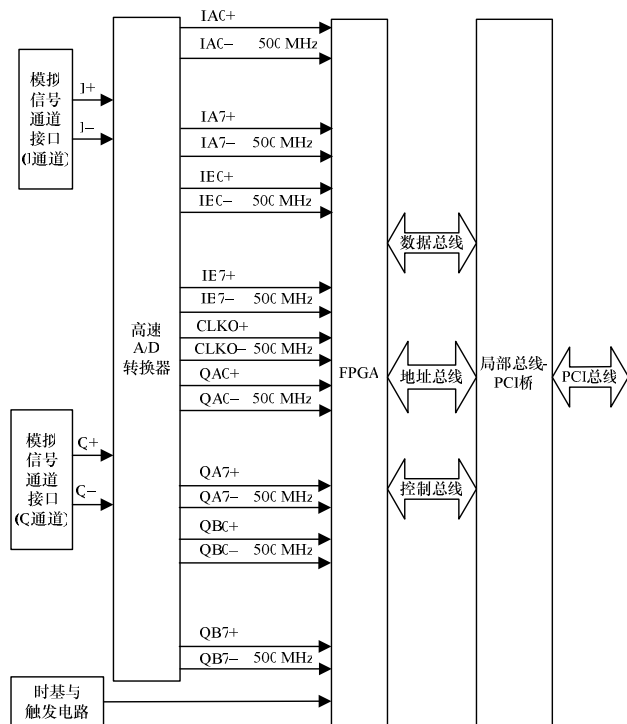 IA0+
IA0– 500 MHz
模拟
信号
通道
接口
(I通道)
I+
I–
IA7+
IA7– 500 MHz
IE0+
IE0– 500 MHz
IE7+
IE7– 500 MHz
高速
A/D
转换器
CLKO+
CLKO– 500 MHz
QA0+
QA0– 500 MHz
FPGA
数据总线
地址总线
控制总线
局部总线-
PCI桥
PCI总线
模拟
信号
通道
接口
(Q通道)
Q+
Q–
QA7+
QA7– 500 MHz
QB0+
QB0– 500 MHz
QB7+
QB7– 500 MHz
时基与
触发电路